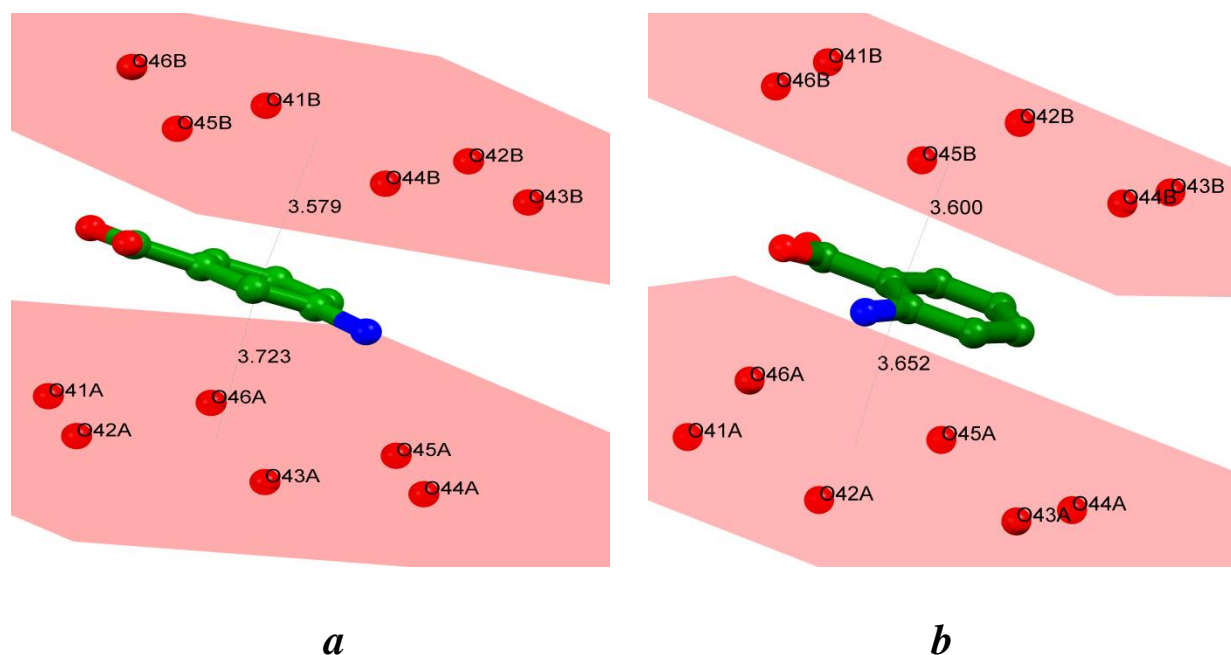 O46B
O41B
O45B
O42B
O44B
O43B
3.579
3.723
O41A
O46A
O42A
O45A
O43A
O44A
a
O41B
O46B
O42B
O45B
O43B
O44B
3.600
3.652
O46A
O41A
O45A
O42A
O44A
O43A
b